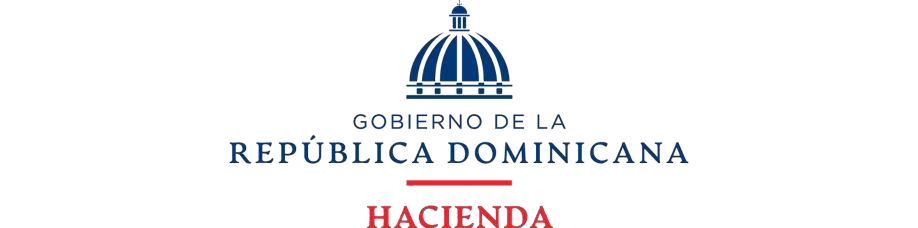 GOBIERNO DE LA
REPÚBLICA DOMINICANA
HACIENDA